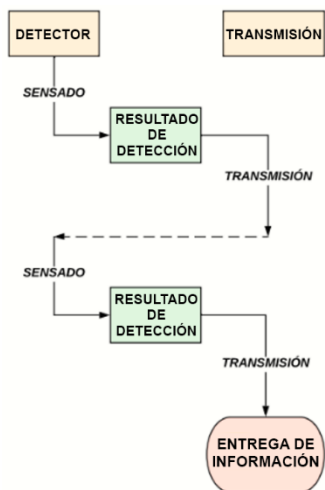 DETECTOR
TRANSMISIÓN
SENSADO
RESULTADO
DE
DETECCIÓN
TRANSMISIÓN
SENSADO
RESULTADO
DE
DETECCIÓN
TRANSMISIÓN
ENTREGA DE
INFORMACIÓN